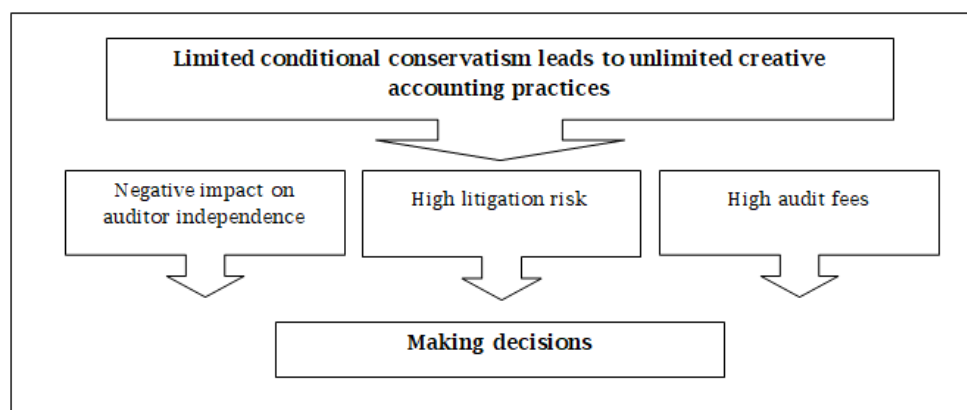 Limited conditional conservatism leads to unlimited creative
accounting practices
Negative impact on
auditor independence
High litigation risk
High audit fees
Making decisions